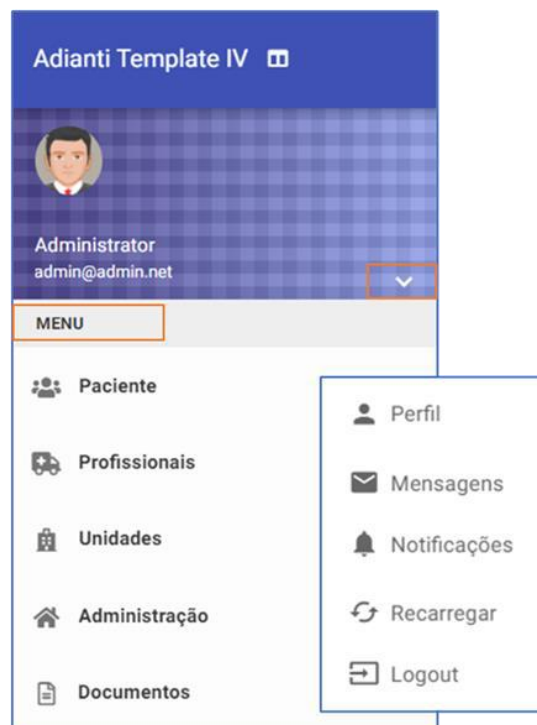 Adianti Template IV
Administrator
admin@admin.net
MENU
Paciente
Profissionais
Unidades
Administração
Documentos
Perfil
Mensagens
Notificações
Recarregar
Logout